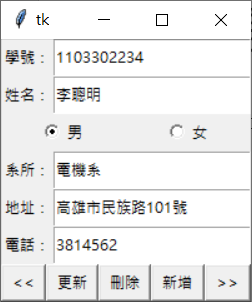 tk
學號： 1103302234
姓名： 李聰明
男 女
系所： 電機系
地址： 高雄市民族路101號
電話： 3814562
<< 更新 刪除 新增 >>